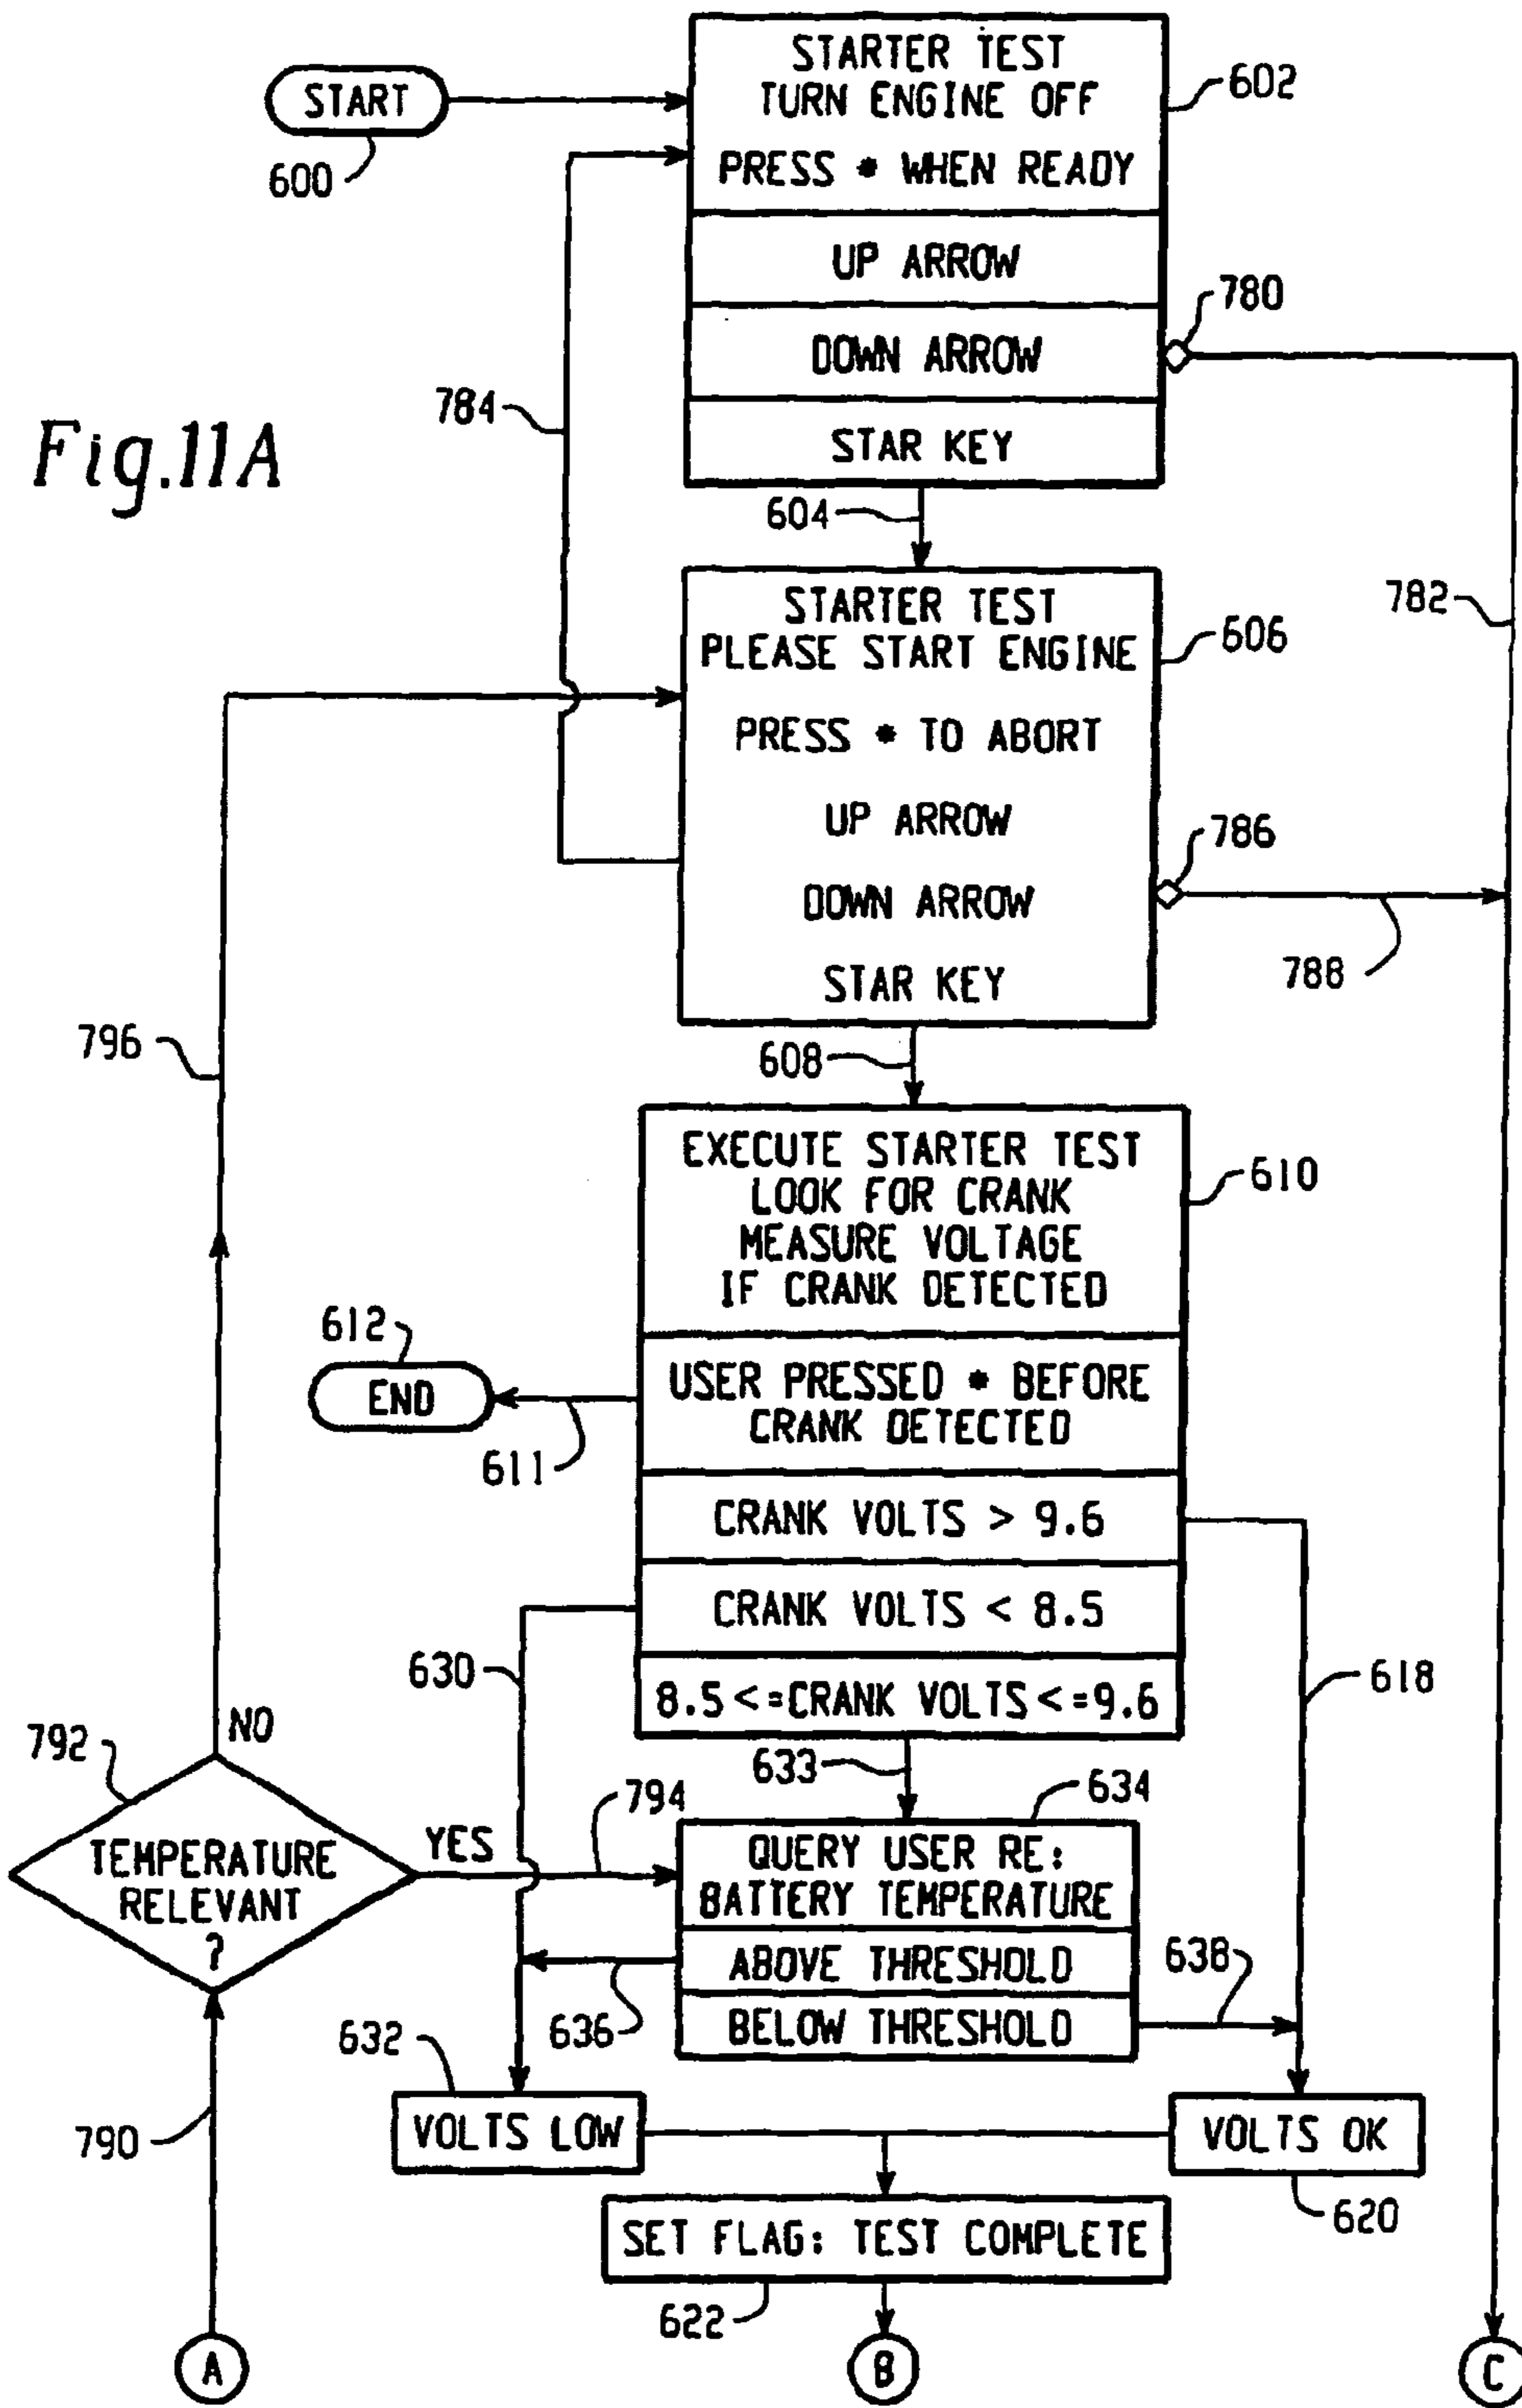 STARTER TEST
TURN ENGINE OFF
PRESS * WHEN READY
START
602
600
UP ARROW
780
DOWN ARROW
784
Fig.11A
STAR KEY
604
STARTER TEST
PLEASE START ENGINE
782
606
PRESS * TO ABORT
UP ARROW
786
DOWN ARROW
788
STAR KEY
796
608
EXECUTE STARTER TEST
LOOK FOR CRANK
MEASURE VOLTAGE
IF CRANK DETECTED
610
612
END
USER PRESSED * BEFORE
CRANK DETECTED
611
CRANK VOLTS > 9.6
CRANK VOLTS < 8.5
630
618
8.5 <=CRANK VOLTS <=9.6
NO
792
633
634
794
YES
TEMPERATURE
RELEVANT
?
QUERY USER RE:
BATTERY TEMPERATURE
ABOVE THRESHOLD
638
BELOW THRESHOLD
636
632
790
VOLTS LOW
VOLTS OK
620
SET FLAG: TEST COMPLETE
622
A
B
C